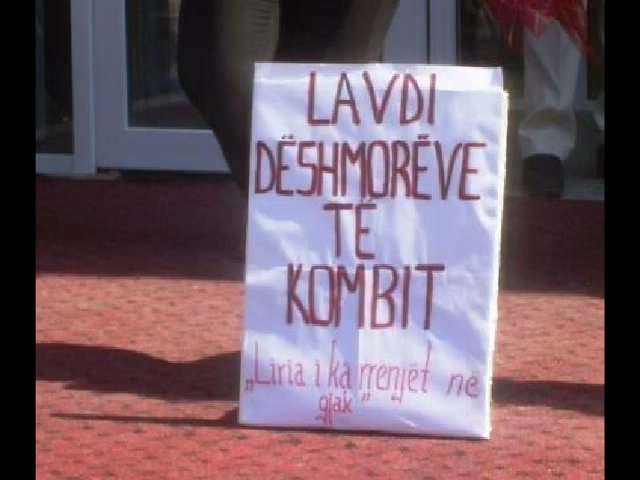 LAVDI
DËSHMORËVE
TË
KOMBIT
„Liria i ka rrenjët në
gjak"